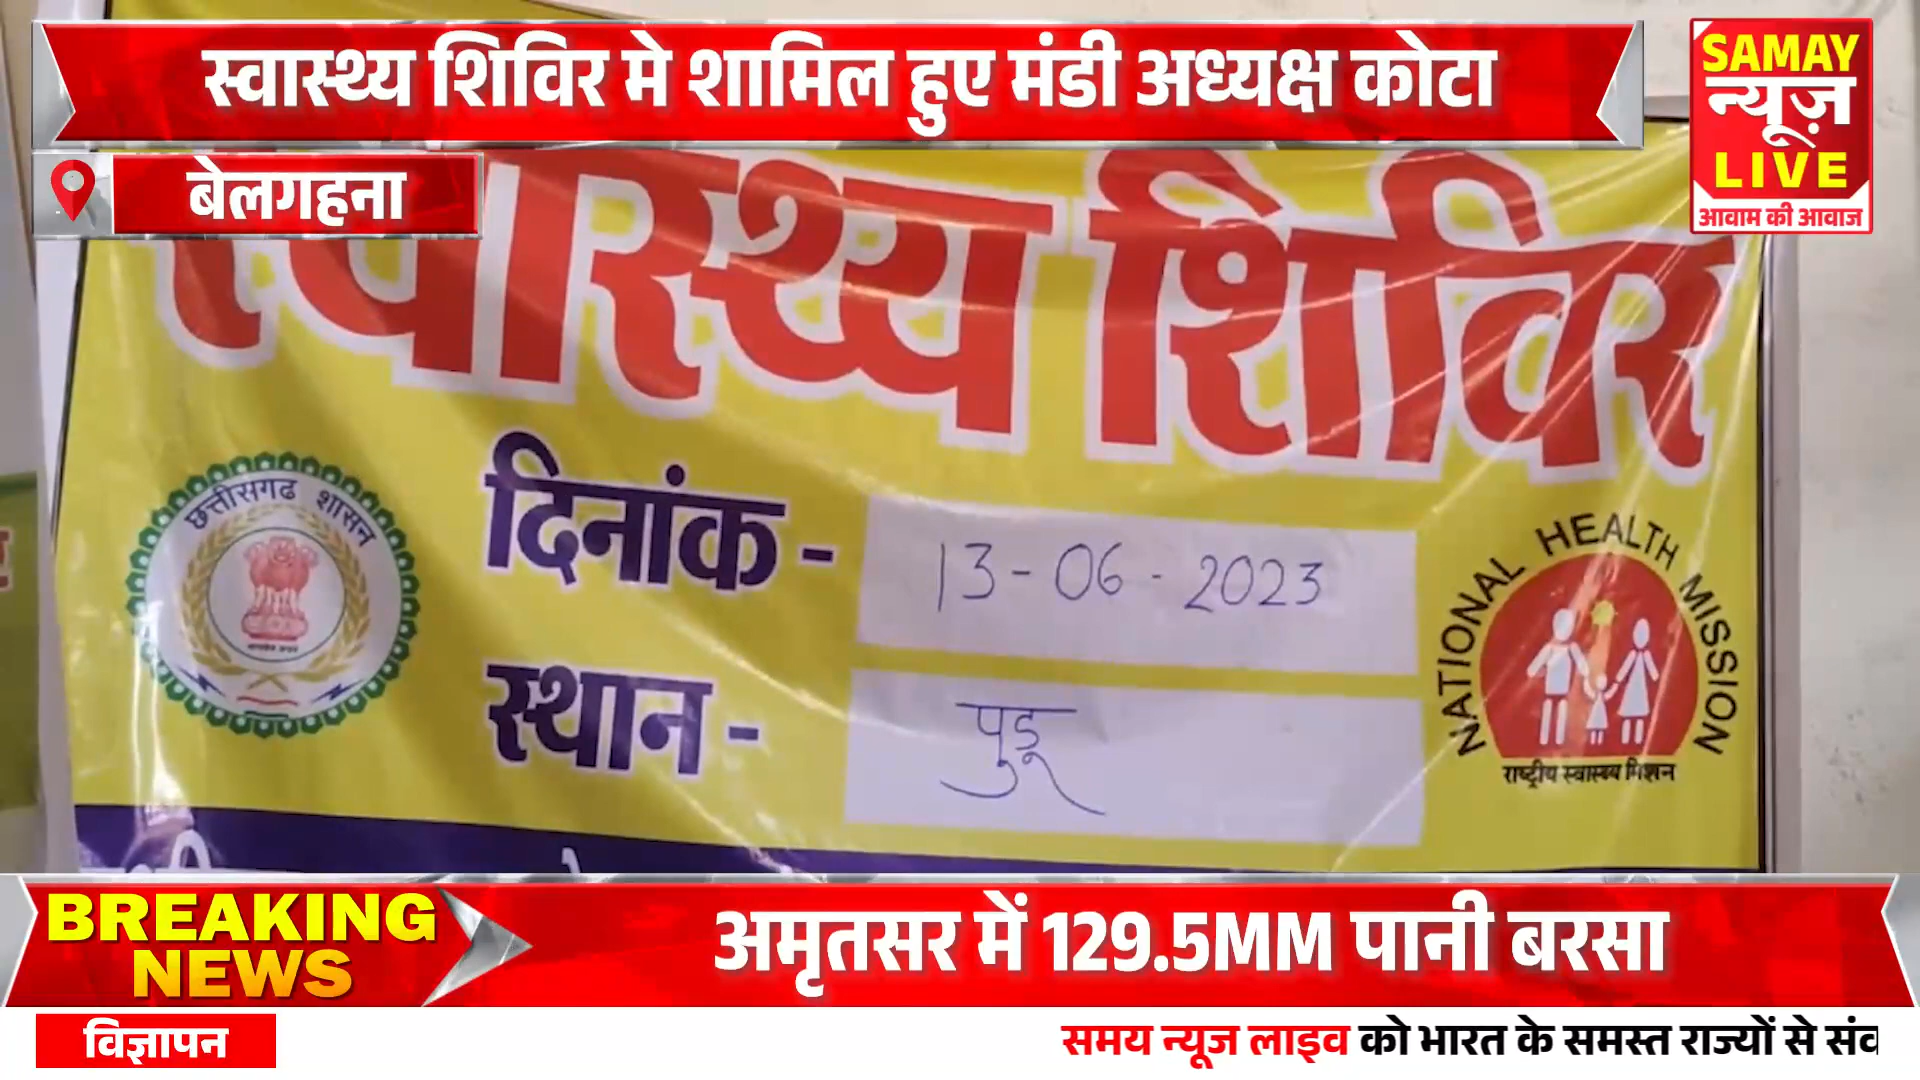 स्वास्थ्य शिविर मे शामिल हुए मंडी अध्यक्ष कोटा
SAMAY
न्यूज़
LIVE
आवाम की आवाज
बेलगहना
स्वास्थ्य शिविर
छत्तीसगढ शासन
दिनांक - 13-06-2023
स्थान - पुडू
NATIONAL HEALTH MISSION
राष्ट्रीय स्वास्थ्य मिशन
BREAKING
NEWS
अमृतसर में 129.5MM पानी बरसा
विज्ञापन
समय न्यूज लाइव को भारत के समस्त राज्यों से